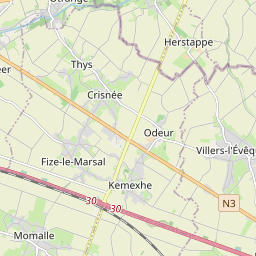 Herstappe
Thys
Crisnée
Odeur
Villers-l'Évêq
Fize-le-Marsal
Kemexhe
30
30
N3
Momalle